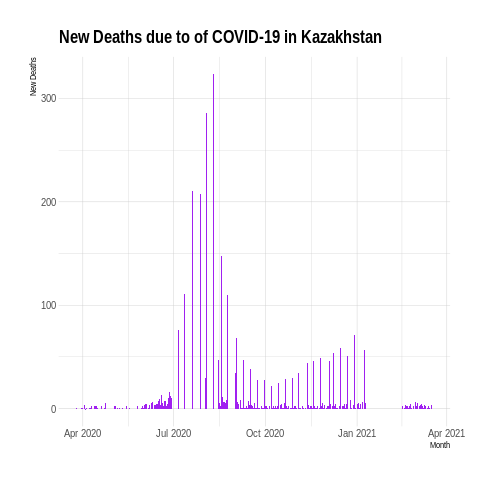 New Deaths due to of COVID-19 in Kazakhstan
New Deaths
300
200
100
0
Apr 2020 Jul 2020 Oct 2020 Jan 2021 Apr 2021
Month